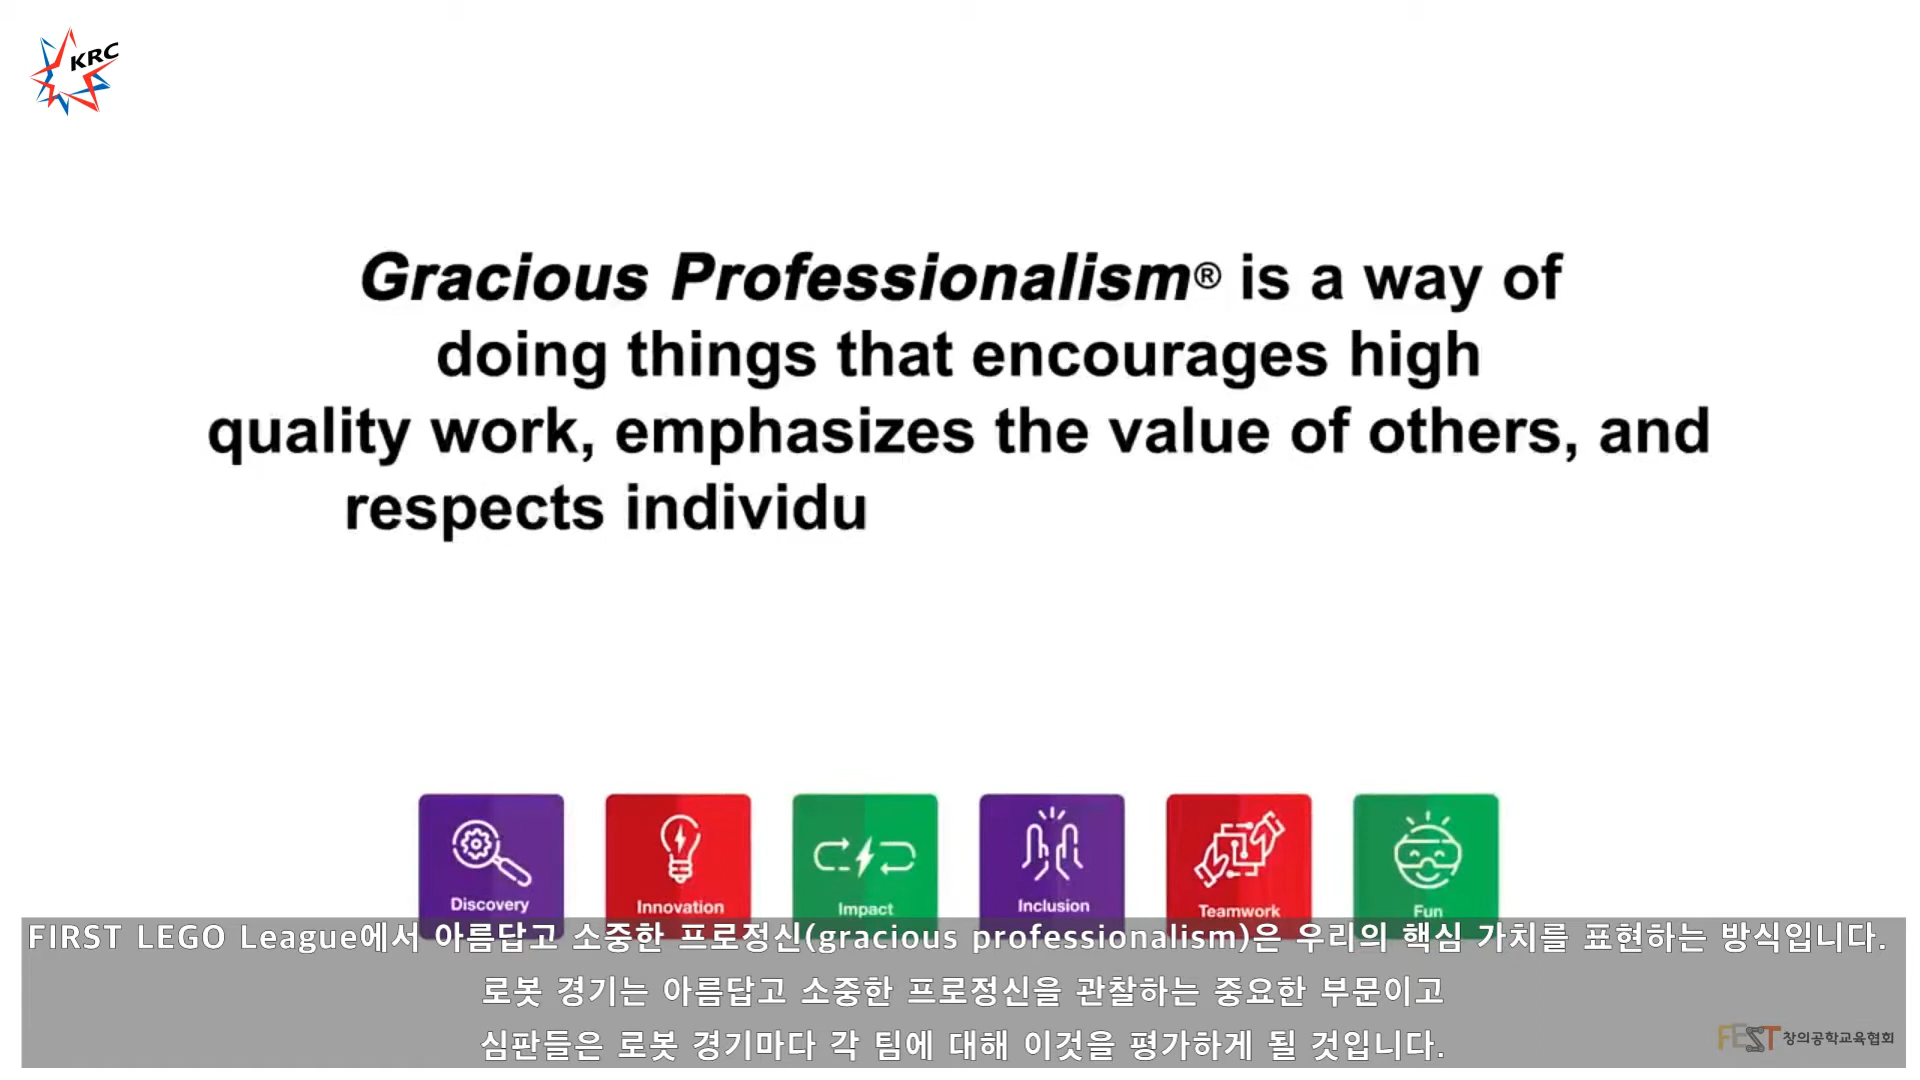 KRC
Gracious Professionalism® is a way of
doing things that encourages high
quality work, emphasizes the value of others, and
respects individu
Discovery
Innovation
Impact
Inclusion
Teamwork
Fun
FIRST LEGO League에서 아름답고 소중한 프로정신(gracious professionalism)은 우리의 핵심 가치를 표현하는 방식입니다.
로봇 경기는 아름답고 소중한 프로정신을 관찰하는 중요한 부문이고
심판들은 로봇 경기마다 각 팀에 대해 이것을 평가하게 될 것입니다.
FEST 창의공학교육협회